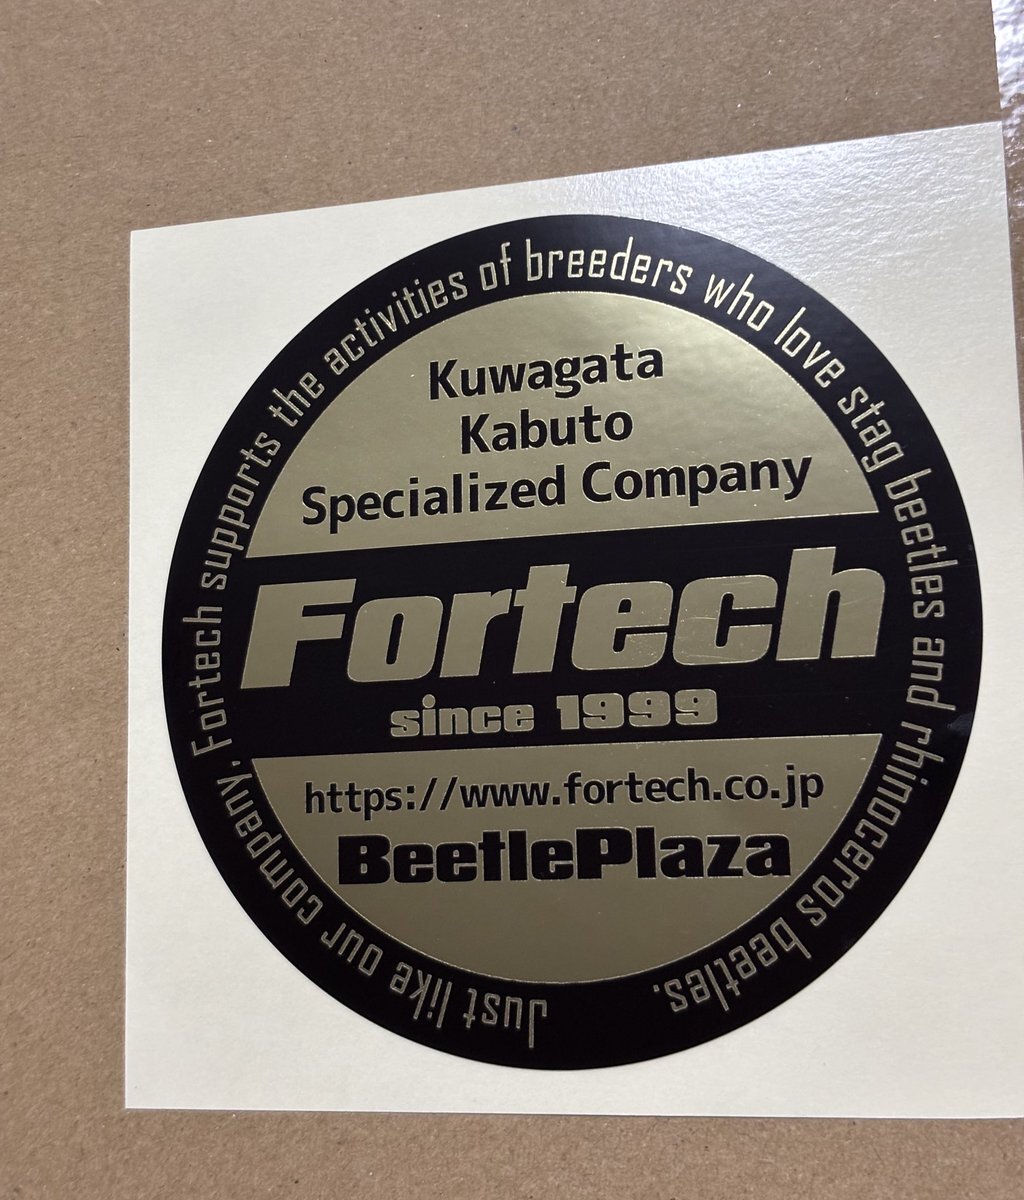 Just like our company. Fortech supports the activities of breeders who love stag beetles and rhinoceros beetles.
Kuwagata
Kabuto
Specialized Company
Fortech
since 1999
https://www.fortech.co.jp
BeetlePlaza